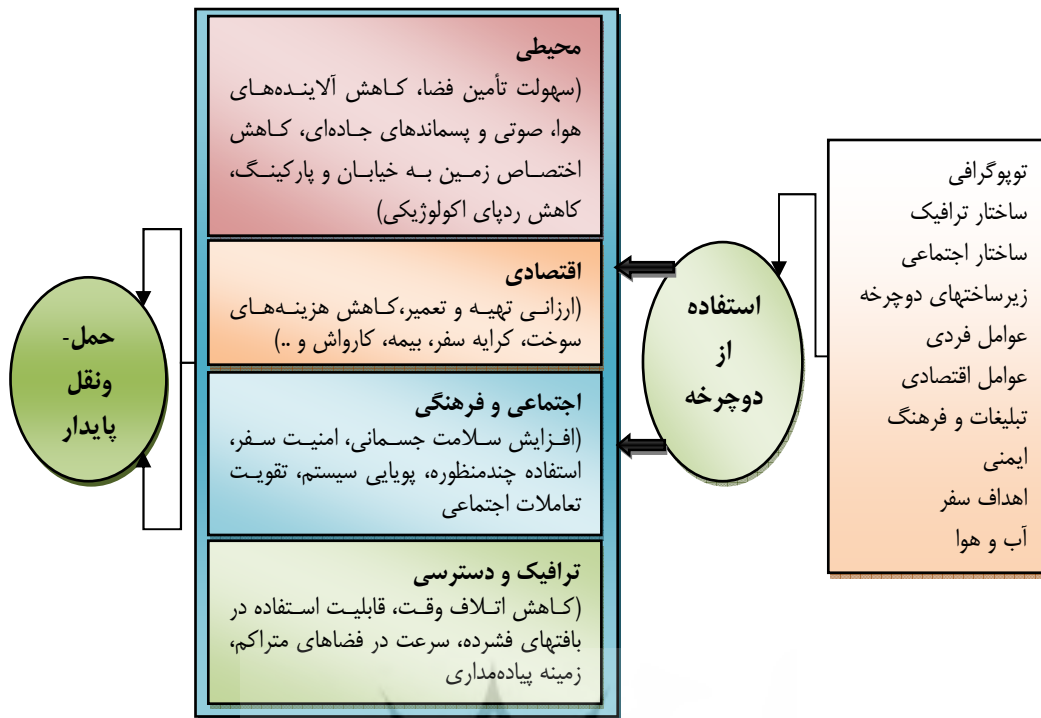 توپوگرافی
ساختار ترافیک
ساختار اجتماعی
زیرساختهای دوچرخه
عوامل فردی
عوامل اقتصادی
تبلیغات و فرهنگ
ایمنی
اهداف سفر
آب و هوا
استفاده
از
دوچرخه
محیطی
(سهولت تأمین فضا، کاهش آلاینده‌های
هوا، صوتی و پسماندهای جاده‌ای، کاهش
اختصاص زمین به خیابان و پارکینگ،
کاهش ردپای اکولوژیکی)
اقتصادی
(ارزانی تهیه و تعمیر،کاهش هزینه‌های
سوخت، کرایه سفر، بیمه، کارواش و ..)
اجتماعی و فرهنگی
(افزایش سلامت جسمانی، امنیت سفر،
استفاده چندمنظوره، پویایی سیستم، تقویت
تعاملات اجتماعی
ترافیک و دسترسی
(کاهش اتلاف وقت، قابلیت استفاده در
بافتهای فشرده، سرعت در فضاهای متراکم،
زمینه پیاده‌مداری
حمل-
ونقل
پایدار